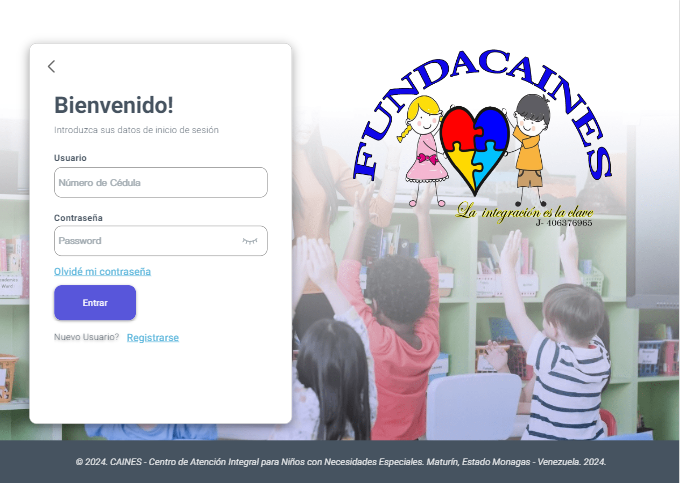 Bienvenido!
Introduzca sus datos de inicio de sesión
Usuario
Número de Cédula
Contraseña
Password
Olvidé mi contraseña
Entrar
Nuevo Usuario? Registrarse
FUNDACAINES
La integración es la clave
J- 406376965
© 2024. CAINES - Centro de Atención Integral para Niños con Necesidades Especiales. Maturín, Estado Monagas - Venezuela. 2024.